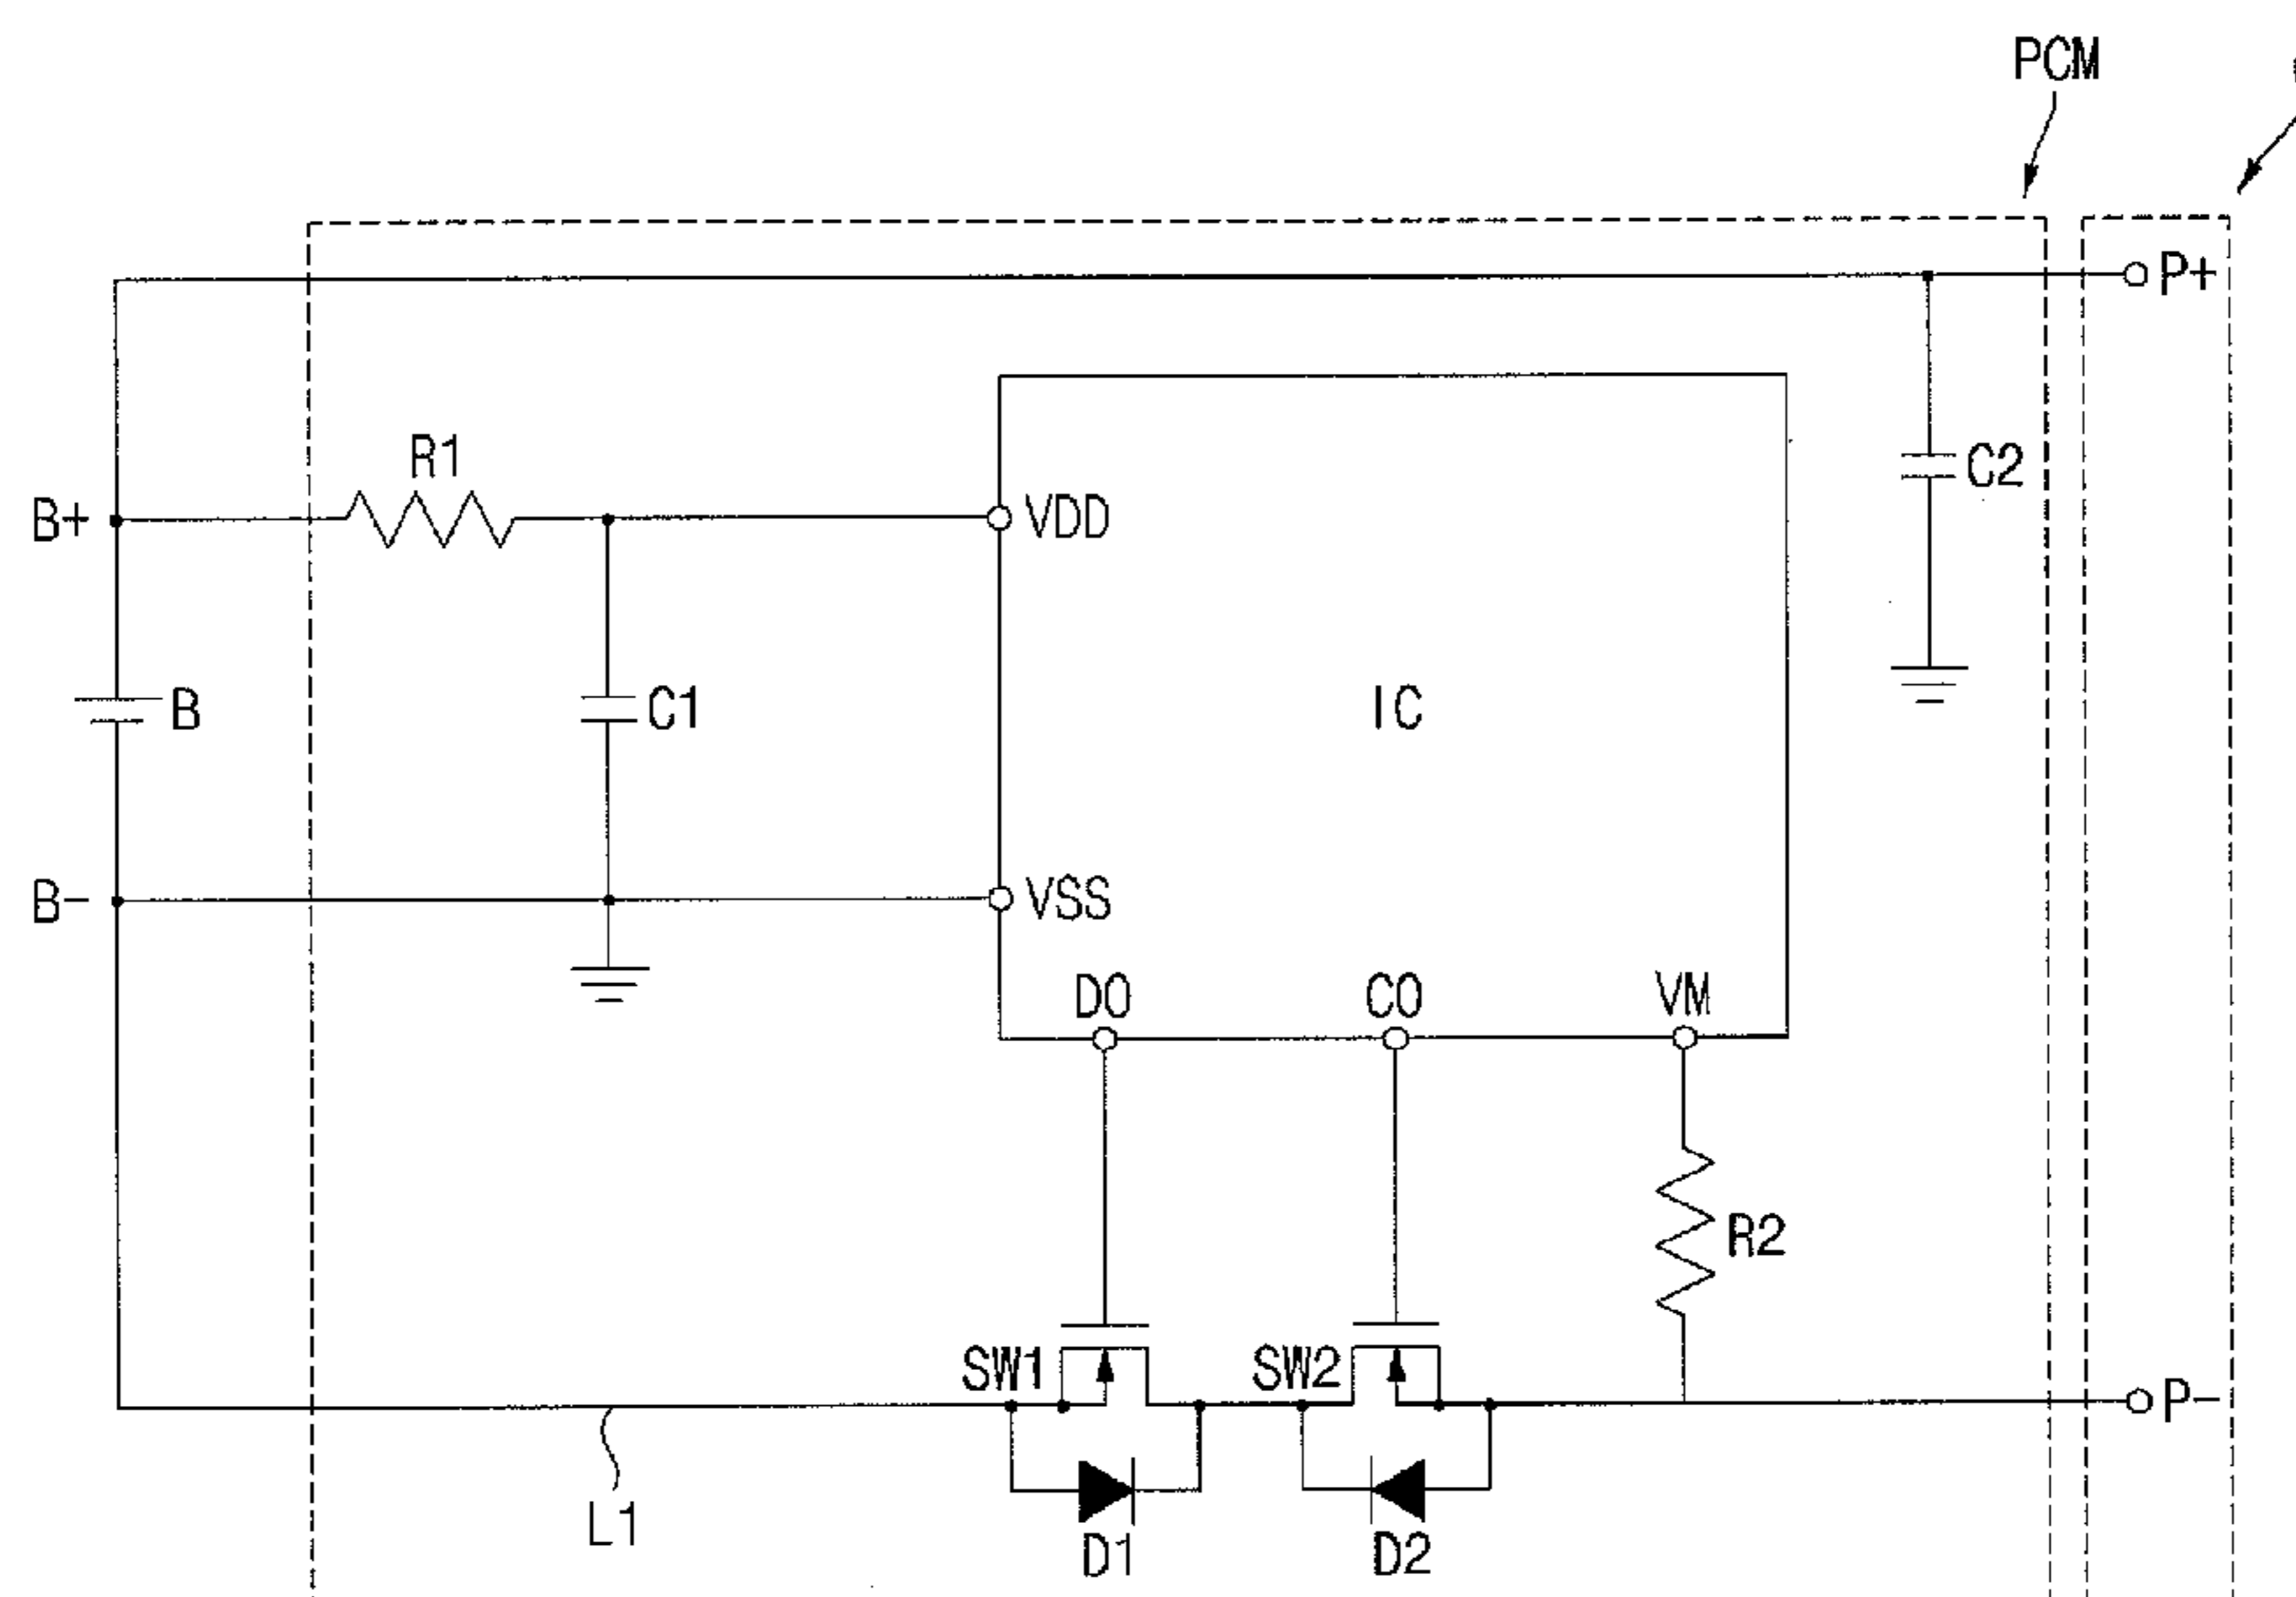 PCM
P+
R1
C2
B+
VDD
B
C1
IC
B-
VSS
DO
CO
VM
R2
SW1
SW2
P-
L1
D1
D2